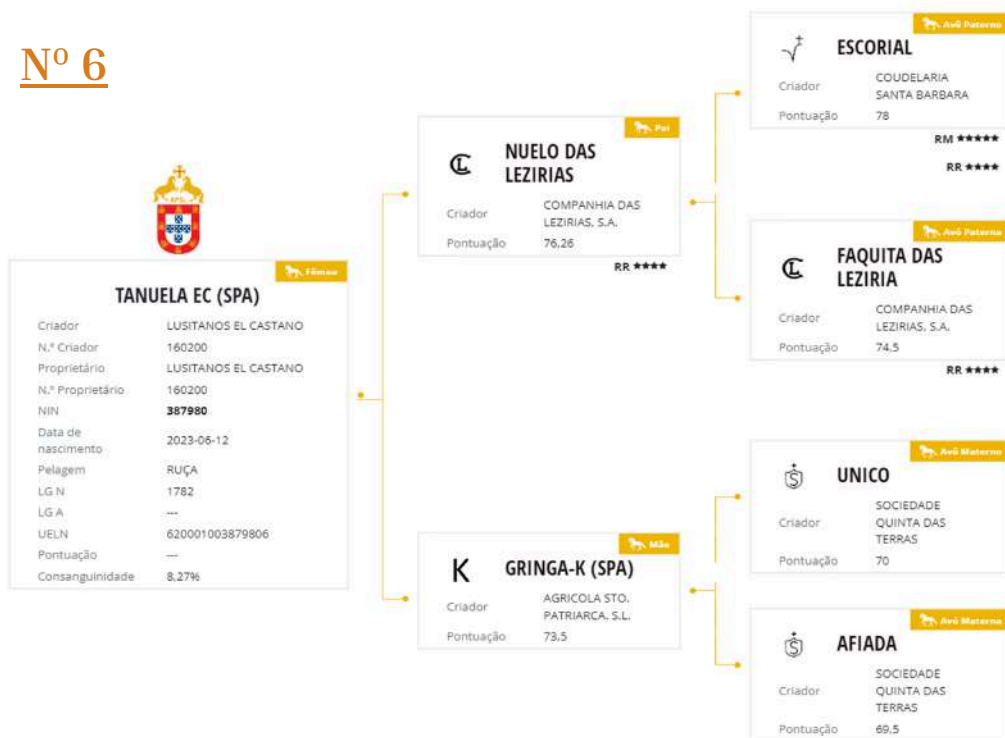 Nº 6
Fêmea
TANUELA EC (SPA)
Criador LUSITANOS EL CASTANO
N.º Criador 160200
Proprietário LUSITANOS EL CASTANO
N.º Proprietário 160200
NIN 387980
Data de
nascimento 2023-06-12
Pelagem RUÇA
LG N 1782
LG A ---
UELN 620001003879806
Pontuação ---
Consanguinidade 8,27%
Pai
NUELO DAS
LEZIRIAS
Criador COMPANHIA DAS
LEZIRIAS, S.A.
Pontuação 76,26
RR ★★★★
Mãe
K
GRINGA-K (SPA)
Criador AGRICOLA STO.
PATRIARCA, S.L.
Pontuação 73,5
Avô Paterno
ESCORIAL
Criador COUDELARIA
SANTA BARBARA
Pontuação 78
RM ★★★★★
RR ★★★★
Avó Paterna
FAQUITA DAS
LEZIRIA
Criador COMPANHIA DAS
LEZIRIAS, S.A.
Pontuação 74,5
RR ★★★★
Avô Materno
UNICO
Criador SOCIEDADE
QUINTA DAS
TERRAS
Pontuação 70
Avó Materna
AFIADA
Criador SOCIEDADE
QUINTA DAS
TERRAS
Pontuação 69,5